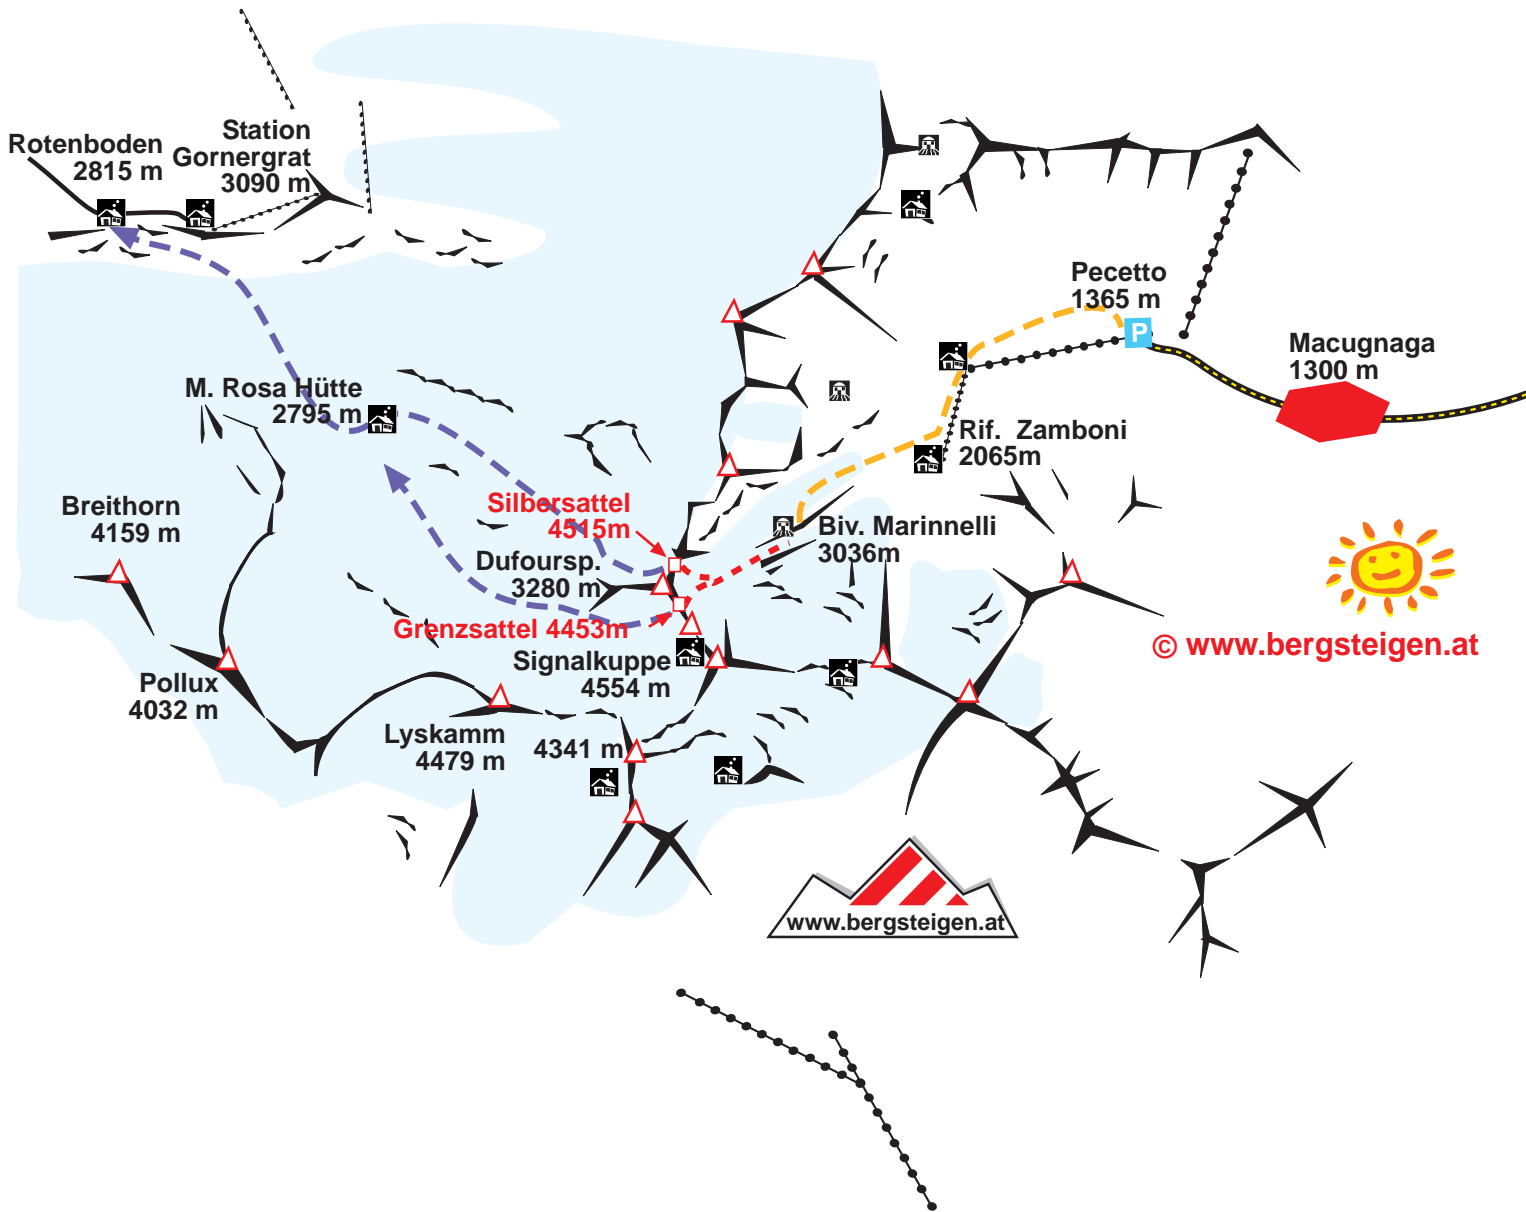 Rotenboden
2815 m
Station
Gornergrat
3090 m
Pecetto
1365 m
P
Macugnaga
1300 m
M. Rosa Hütte
2795 m
Rif. Zamboni
2065m
Breithorn
4159 m
Silbersattel
4515m
Biv. Marinnelli
3036m
Dufoursp.
3280 m
Grenzsattel 4453m
© www.bergsteigen.at
Signalkuppe
4554 m
Pollux
4032 m
Lyskamm
4479 m
4341 m
www.bergsteigen.at